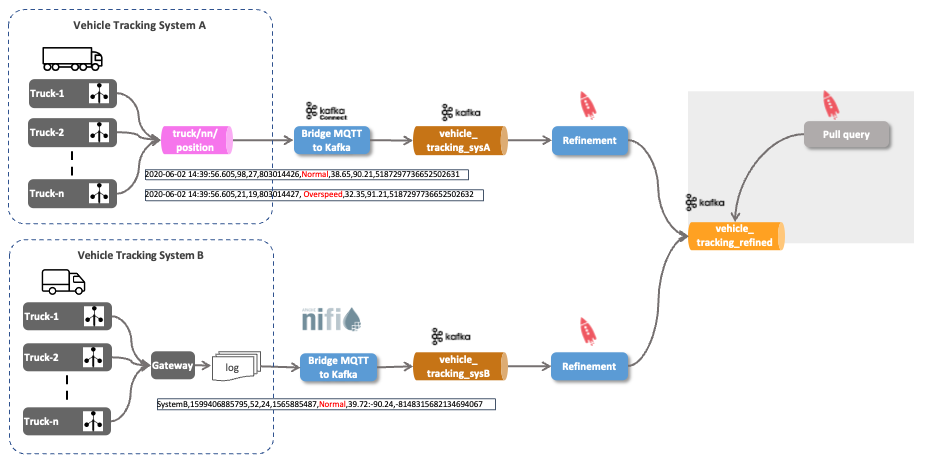 Vehicle Tracking System A
Truck-1
Truck-2
Truck-n
truck/nn/
position
kafka
Connect
Bridge MQTT
to Kafka
kafka
vehicle_
tracking_sysA
Refinement
2020-06-02 14:39:56.605,98,27,803014426,Normal,38.65,90.21,5187297736652502631
2020-06-02 14:39:56.605,21,19,803014427, Overspeed,32.35,91.21,5187297736652502632
Pull query
kafka
vehicle_
tracking_refined
Vehicle Tracking System B
Truck-1
Truck-2
Truck-n
Gateway
log
nifi
Bridge MQTT
to Kafka
kafka
vehicle_
tracking_sysB
Refinement
SystemB,1599406885795,52,24,1565885487,Normal,39.72:-90.24,-8148315682134694067